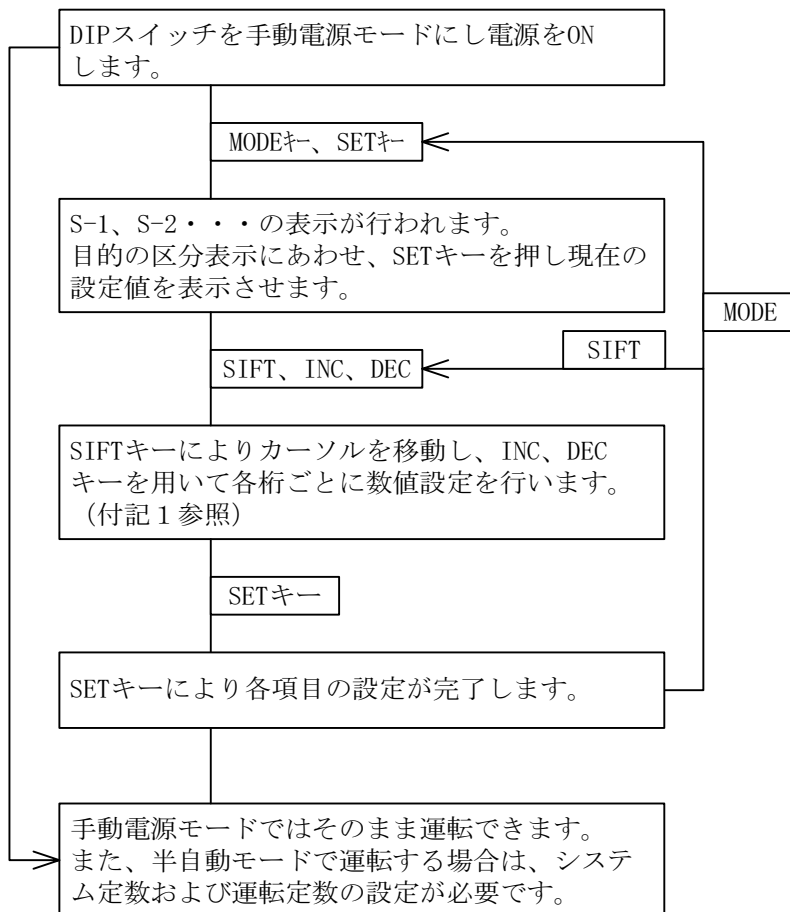 DIPスイッチを手動電源モードにし電源をON
します。
MODEキー、SETキー
S-1、S-2・・・の表示が行われます。
目的の区分表示にあわせ、SETキーを押し現在の
設定値を表示させます。
MODE
SIFT
SIFT、INC、DEC
SIFTキーによりカーソルを移動し、INC、DEC
キーを用いて各桁ごとに数値設定を行います。
（付記１参照）
SETキー
SETキーにより各項目の設定が完了します。
手動電源モードではそのまま運転できます。
また、半自動モードで運転する場合は、システ
ム定数および運転定数の設定が必要です。